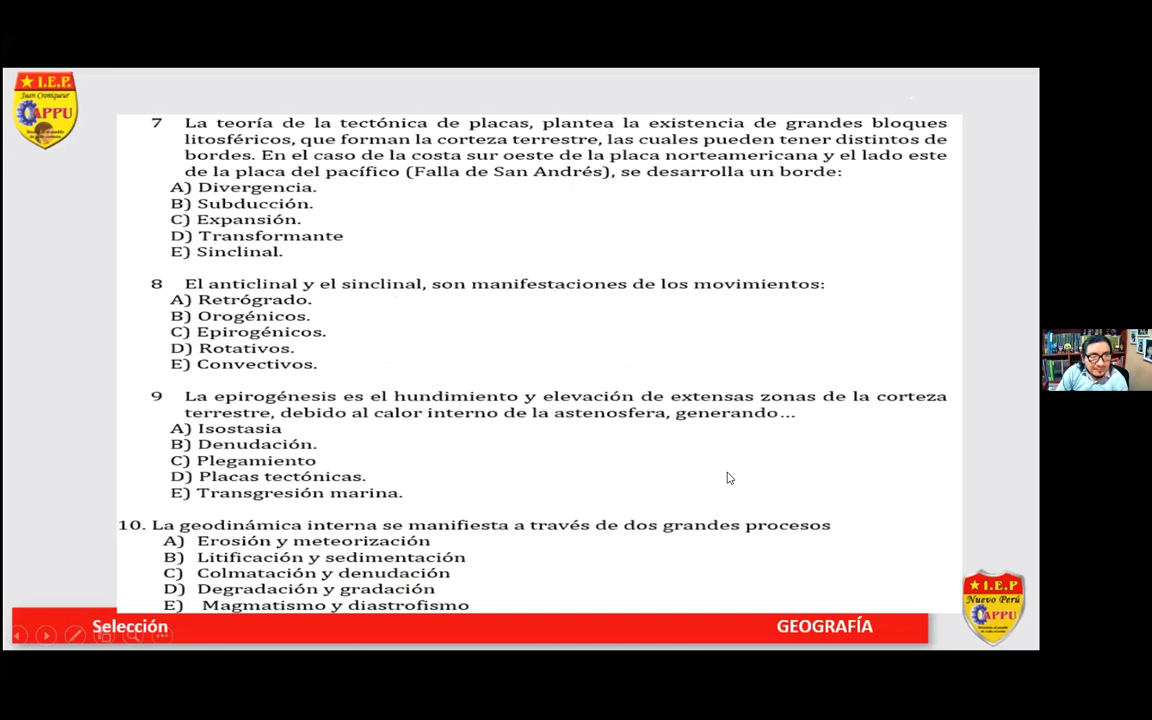 I.E.P.
Juan Croniqueur
APPU
7 La teoría de la tectónica de placas, plantea la existencia de grandes bloques
litosféricos, que forman la corteza terrestre, las cuales pueden tener distintos de
bordes. En el caso de la costa sur oeste de la placa norteamericana y el lado este
de la placa del pacífico (Falla de San Andrés), se desarrolla un borde:
A) Divergencia.
B) Subducción.
C) Expansión.
D) Transformante
E) Sinclinal.
8 El anticlinal y el sinclinal, son manifestaciones de los movimientos:
A) Retrógrado.
B) Orogénicos.
C) Epirogénicos.
D) Rotativos.
E) Convectivos.
9 La epirogénesis es el hundimiento y elevación de extensas zonas de la corteza
terrestre, debido al calor interno de la astenosfera, generando...
A) Isostasia
B) Denudación.
C) Plegamiento
D) Placas tectónicas.
E) Transgresión marina.
10. La geodinámica interna se manifiesta a través de dos grandes procesos
A) Erosión y meteorización
B) Litificación y sedimentación
C) Colmatación y denudación
D) Degradación y gradación
E) Magmatismo y diastrofismo
I.E.P
Nuevo Perú
CAPPU
Selección
GEOGRAFÍA